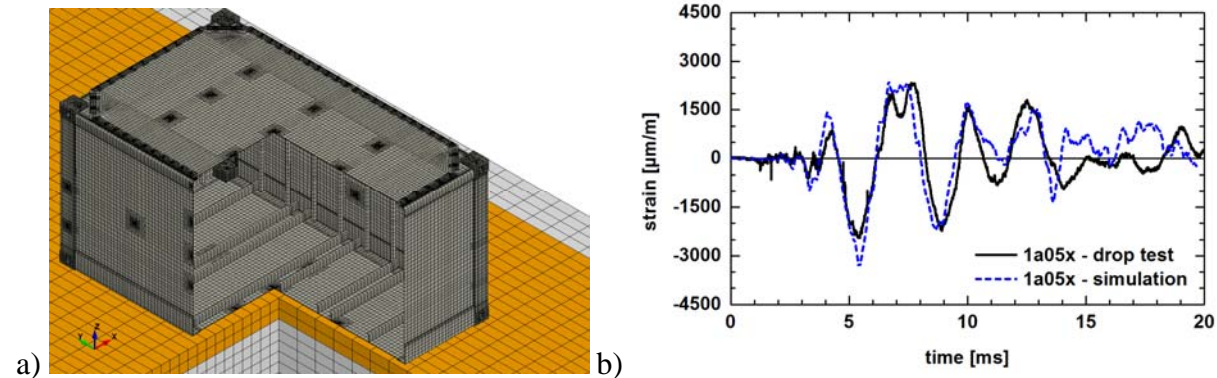 a)
Z
Y
X
b)
strain [µm/m]
4500
3000
1500
0
-1500
-3000
-4500
1a05x - drop test
1a05x - simulation
0
5
10
15
20
time [ms]